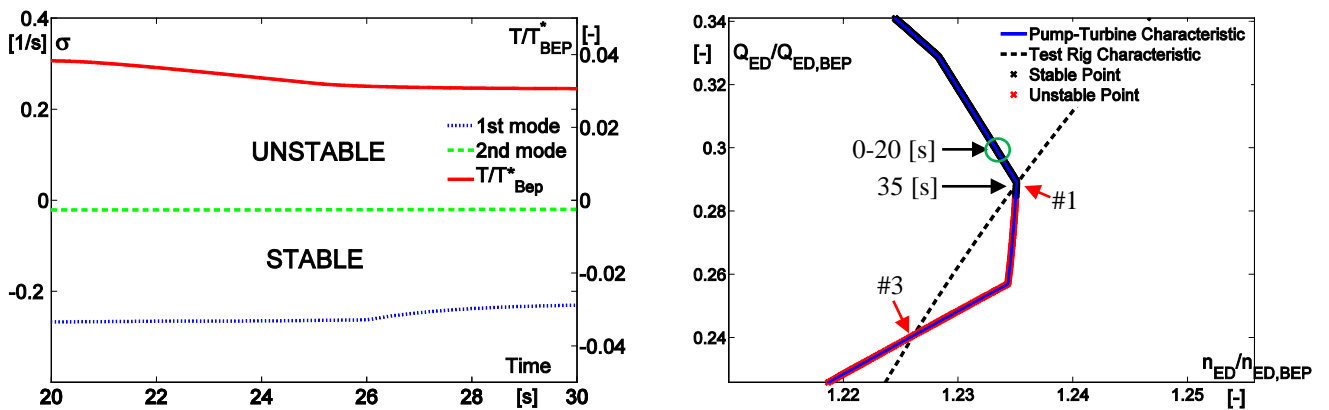 0.4
[1/s]
σ
T/T*BEP
[-]
0.04
0.2
0.02
1st mode
2nd mode
T/T*Bep
UNSTABLE
0
0
STABLE
-0.2
-0.02
-0.04
Time
20
22
24
26
28
30
[s]
0.34
[-]
QED/QED,BEP
Pump-Turbine Characteristic
Test Rig Characteristic
Stable Point
Unstable Point
0.32
0.3
0-20 [s]
35 [s]
#1
0.28
0.26
#3
0.24
nED/nED,BEP
1.22
1.23
1.24
1.25
[-]